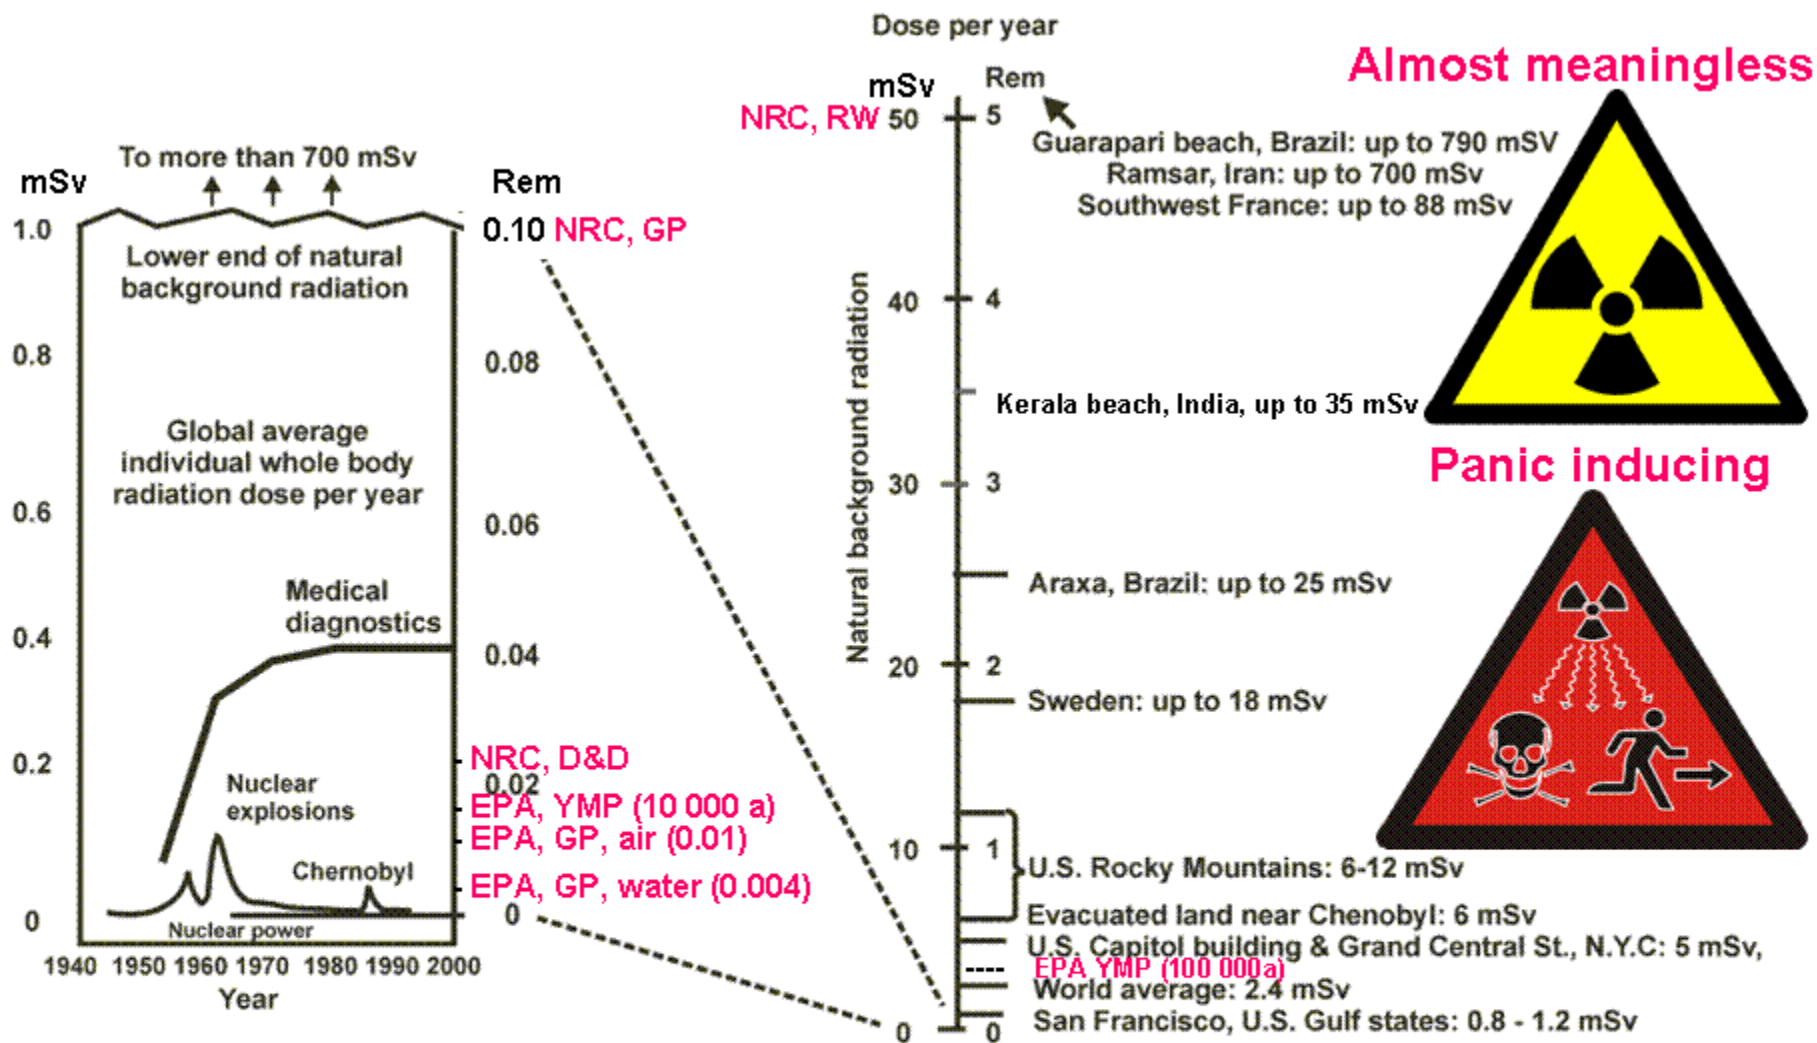 Dose per year
mSv
Rem
Almost meaningless
NRC, RW
50
5
Guarapari beach, Brazil: up to 790 mSV
Ramsar, Iran: up to 700 mSv
Southwest France: up to 88 mSv
To more than 700 mSv
mSv
Rem
1.0
0.10 NRC, GP
Lower end of natural
background radiation
0.8
0.08
Global average
individual whole body
radiation dose per year
0.6
0.06
Medical
diagnostics
0.4
0.04
0.2
NRC, D&D
0.02
Nuclear
explosions
EPA, YMP (10 000 a)
EPA, GP, air (0.01)
Chernobyl
EPA, GP, water (0.004)
0
0
Nuclear power
1940 1950 1960 1970 1980 1990 2000
Year
Natural background radiation
40
4
Kerala beach, India, up to 35 mSv
Panic inducing
30
3
Araxa, Brazil: up to 25 mSv
20
2
Sweden: up to 18 mSv
10
1
U.S. Rocky Mountains: 6-12 mSv
Evacuated land near Chenobyl: 6 mSv
U.S. Capitol building & Grand Central St., N.Y.C: 5 mSv,
EPA YMP (100 000a)
World average: 2.4 mSv
San Francisco, U.S. Gulf states: 0.8 - 1.2 mSv
0
0